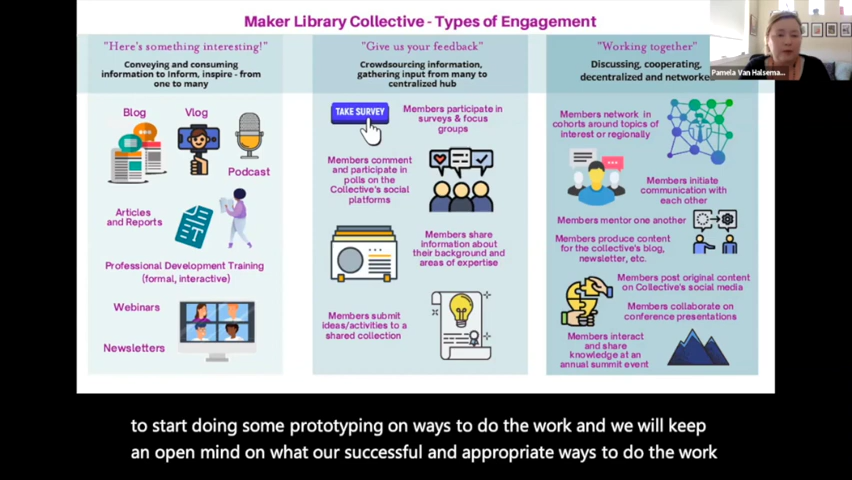 Maker Library Collective - Types of Engagement
"Here's something interesting!"
Conveying and consuming
information to Inform, inspire - from
one to many
Blog
Vlog
Podcast
Articles
and Reports
Professional Development Training
(formal, interactive)
Webinars
Newsletters
"Give us your feedback"
Crowdsourcing information,
gathering input from many to
centralized hub
TAKE SURVEY
Members participate in
surveys & focus
groups
Members comment
and participate in
polls on the
Collective's social
platforms
Members share
information about
their background and
areas of expertise
Members submit
ideas/activities to a
shared collection
"Working together"
Discussing, cooperating,
decentralized and networked
Members network in
cohorts around topics of
interest or regionally
Members initiate
communication with
each other
Members mentor one another
Members produce content
for the collective's blog,
newsletter, etc.
Members post original content
on Collective's social media
Members collaborate on
conference presentations
Members interact
and share
knowledge at an
annual summit event
Pamela Van Halsema...
to start doing some prototyping on ways to do the work and we will keep
an open mind on what our successful and appropriate ways to do the work